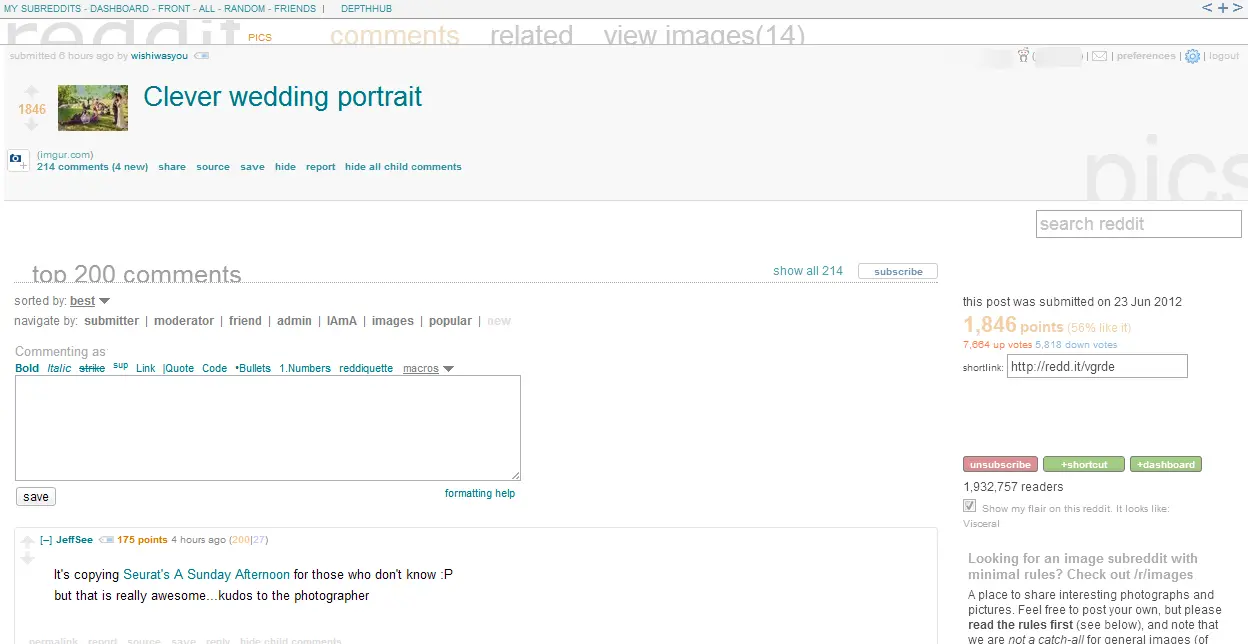 MY SUBREDDITS - DASHBOARD - FRONT - ALL - RANDOM - FRIENDS | DEPTHHUB
< + >
reddit PICS comments related view images(14)
submitted 6 hours ago by wishiwasyou
( ) | | preferences | | logout
1846
Clever wedding portrait
(imgur.com)
214 comments (4 new) share source save hide report hide all child comments
pics
search reddit
top 200 comments
show all 214 subscribe
sorted by: best
navigate by: submitter | moderator | friend | admin | IAmA | images | popular | new
Commenting as
Bold Italic strike sup Link |Quote Code •Bullets 1.Numbers reddiquette macros
save
formatting help
[–] JeffSee 175 points 4 hours ago (200|27)
It's copying Seurat's A Sunday Afternoon for those who don't know :P
but that is really awesome...kudos to the photographer
permalink report source save reply hide child comments
this post was submitted on 23 Jun 2012
1,846 points (56% like it)
7,664 up votes 5,818 down votes
shortlink: http://redd.it/vgrde
unsubscribe +shortcut +dashboard
1,932,757 readers
Show my flair on this reddit. It looks like:
Visceral
Looking for an image subreddit with
minimal rules? Check out /r/images
A place to share interesting photographs and
pictures. Feel free to post your own, but please
read the rules first (see below), and note that
we are not a catch-all for general images (of